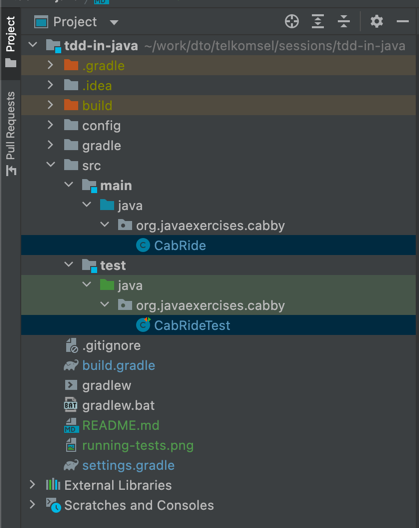 Project
Project
Pull Requests
tdd-in-java ~/work/dto/telkomsel/sessions/tdd-in-java
.gradle
.idea
build
config
gradle
src
main
java
org.javaexercises.cabby
C CabRide
test
java
org.javaexercises.cabby
C CabRideTest
.gitignore
build.gradle
gradlew
BAT gradlew.bat
MD README.md
running-tests.png
settings.gradle
External Libraries
Scratches and Consoles